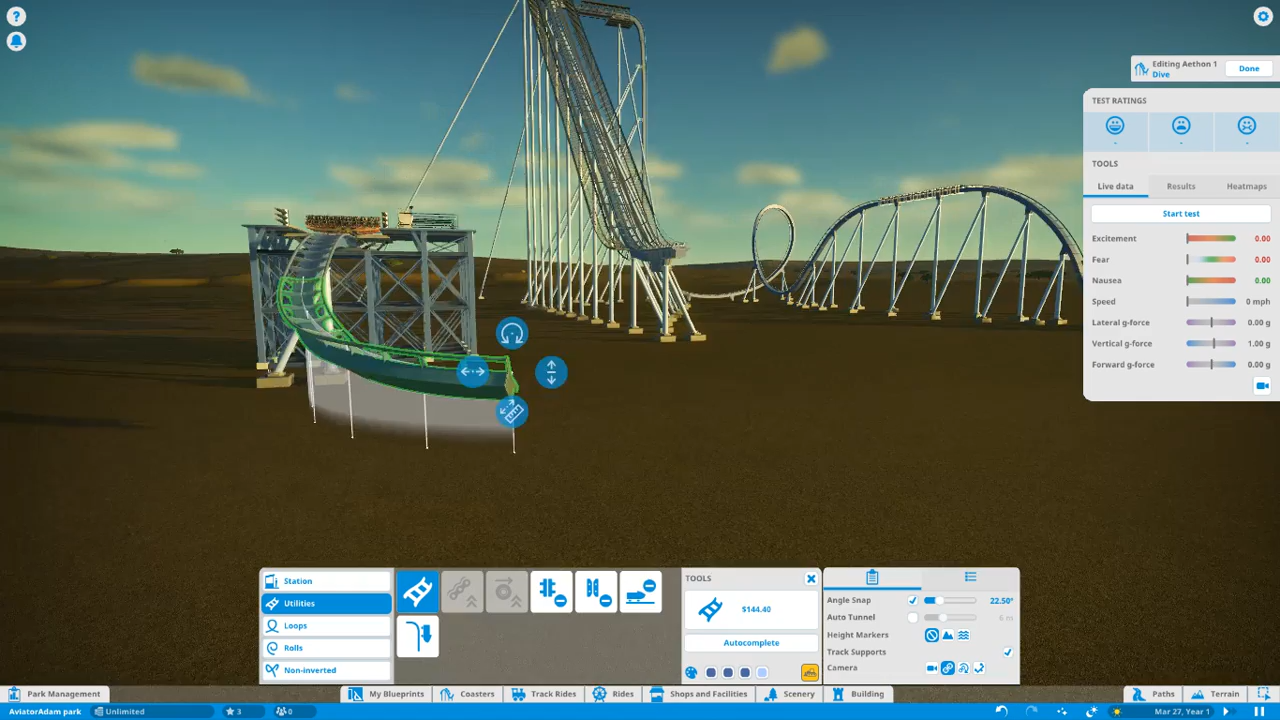 ?
Editing Aethon 1
Dive
Done
TEST RATINGS
- - -
TOOLS
Live data Results Heatmaps
Start test
Excitement 0.00
Fear 0.00
Nausea 0.00
Speed 0 mph
Lateral g-force 0.00 g
Vertical g-force 1.00 g
Forward g-force 0.00 g
Station
Utilities
Loops
Rolls
Non-inverted
TOOLS
$144.40
Autocomplete
Angle Snap 22.50°
Auto Tunnel 6 m
Height Markers
Track Supports
Camera
Park Management My Blueprints Coasters Track Rides Rides Shops and Facilities Scenery Building Paths Terrain
AviatorAdam park Unlimited 3 0 Mar 27, Year 1